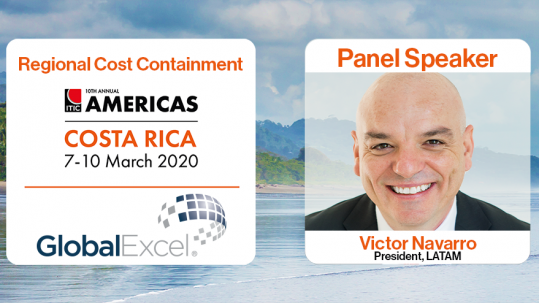 Regional Cost Containment
ITIC
10TH ANNUAL
AMERICAS
COSTA RICA
7-10 March 2020
GlobalExcel®
Panel Speaker
Victor Navarro
President, LATAM